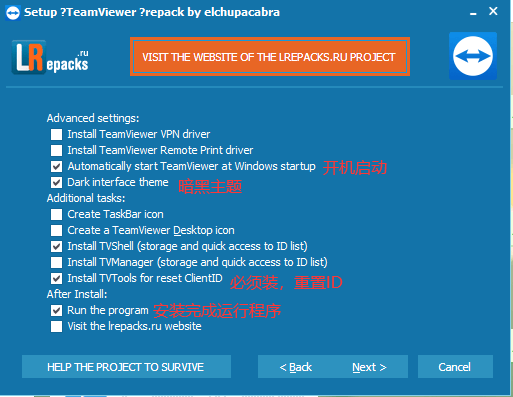 Setup ?TeamViewer ?repack by elchupacabra
LRepacks.ru
VISIT THE WEBSITE OF THE LREPACKS.RU PROJECT
Advanced settings:
Install TeamViewer VPN driver
Install TeamViewer Remote Print driver
Automatically start TeamViewer at Windows startup 开机启动
Dark interface theme 暗黑主题
Additional tasks:
Create TaskBar icon
Create a TeamViewer Desktop icon
Install TVShell (storage and quick access to ID list)
Install TVManager (storage and quick access to ID list)
Install TVTools for reset ClientID 必须装，重置ID
After Install:
Run the program 安装完成运行程序
Visit the lrepacks.ru website
HELP THE PROJECT TO SURVIVE < Back Next > Cancel